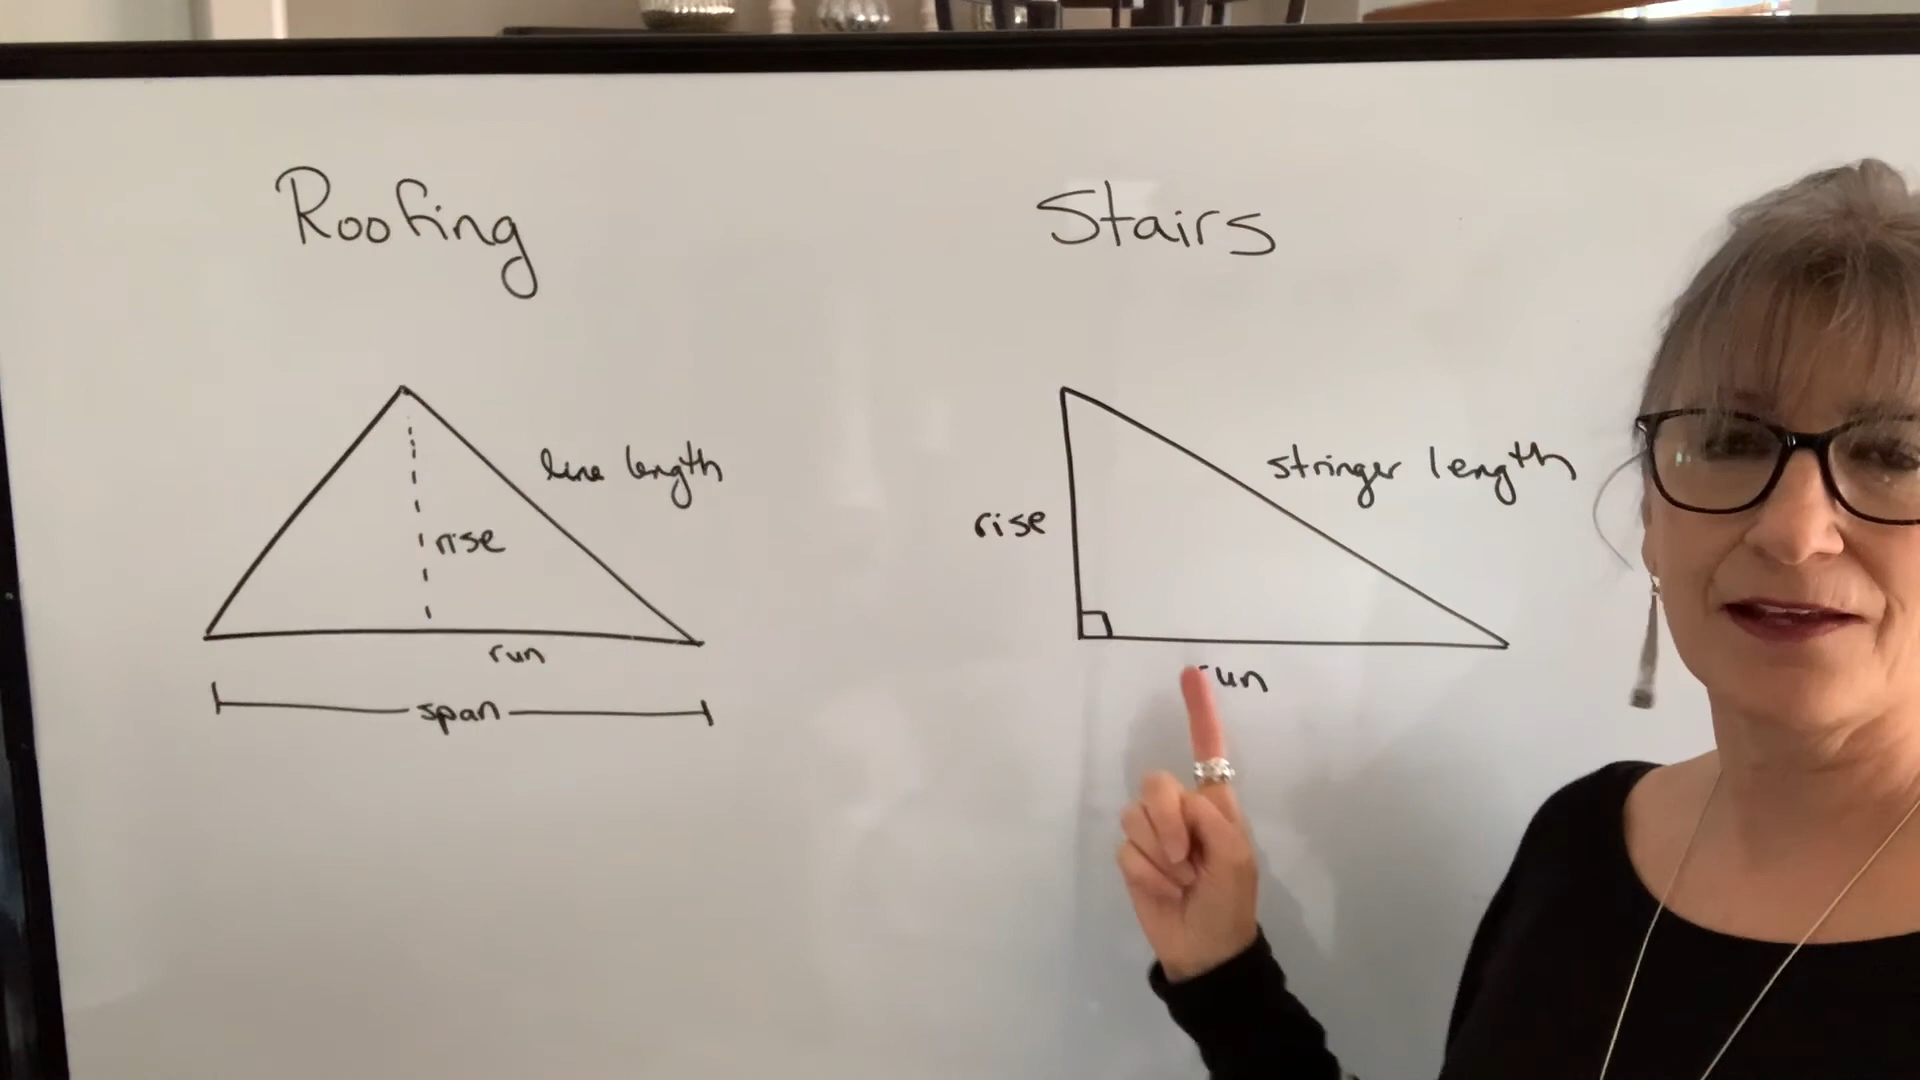 Roofing
line length
rise
run
span
Stairs
stringer length
rise
run